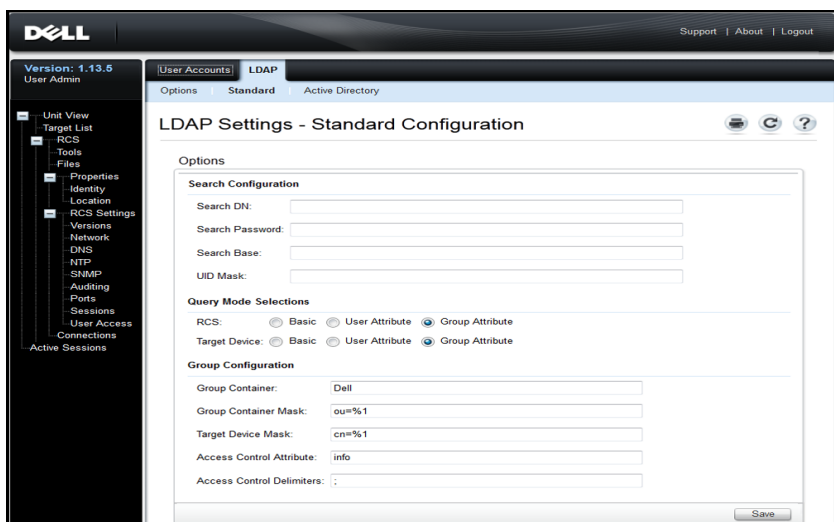 DELL
Support | About | Logout
Version: 1.13.5
User Admin
User Accounts LDAP
Options Standard Active Directory
Unit View
Target List
RCS
Tools
Files
Properties
Identity
Location
RCS Settings
Versions
Network
DNS
NTP
SNMP
Auditing
Ports
Sessions
User Access
Connections
Active Sessions
LDAP Settings - Standard Configuration
?
Options
Search Configuration
Search DN:
Search Password:
Search Base:
UID Mask:
Query Mode Selections
RCS: Basic User Attribute Group Attribute
Target Device: Basic User Attribute Group Attribute
Group Configuration
Group Container: Dell
Group Container Mask: ou=%1
Target Device Mask: cn=%1
Access Control Attribute: info
Access Control Delimiters: ;
Save